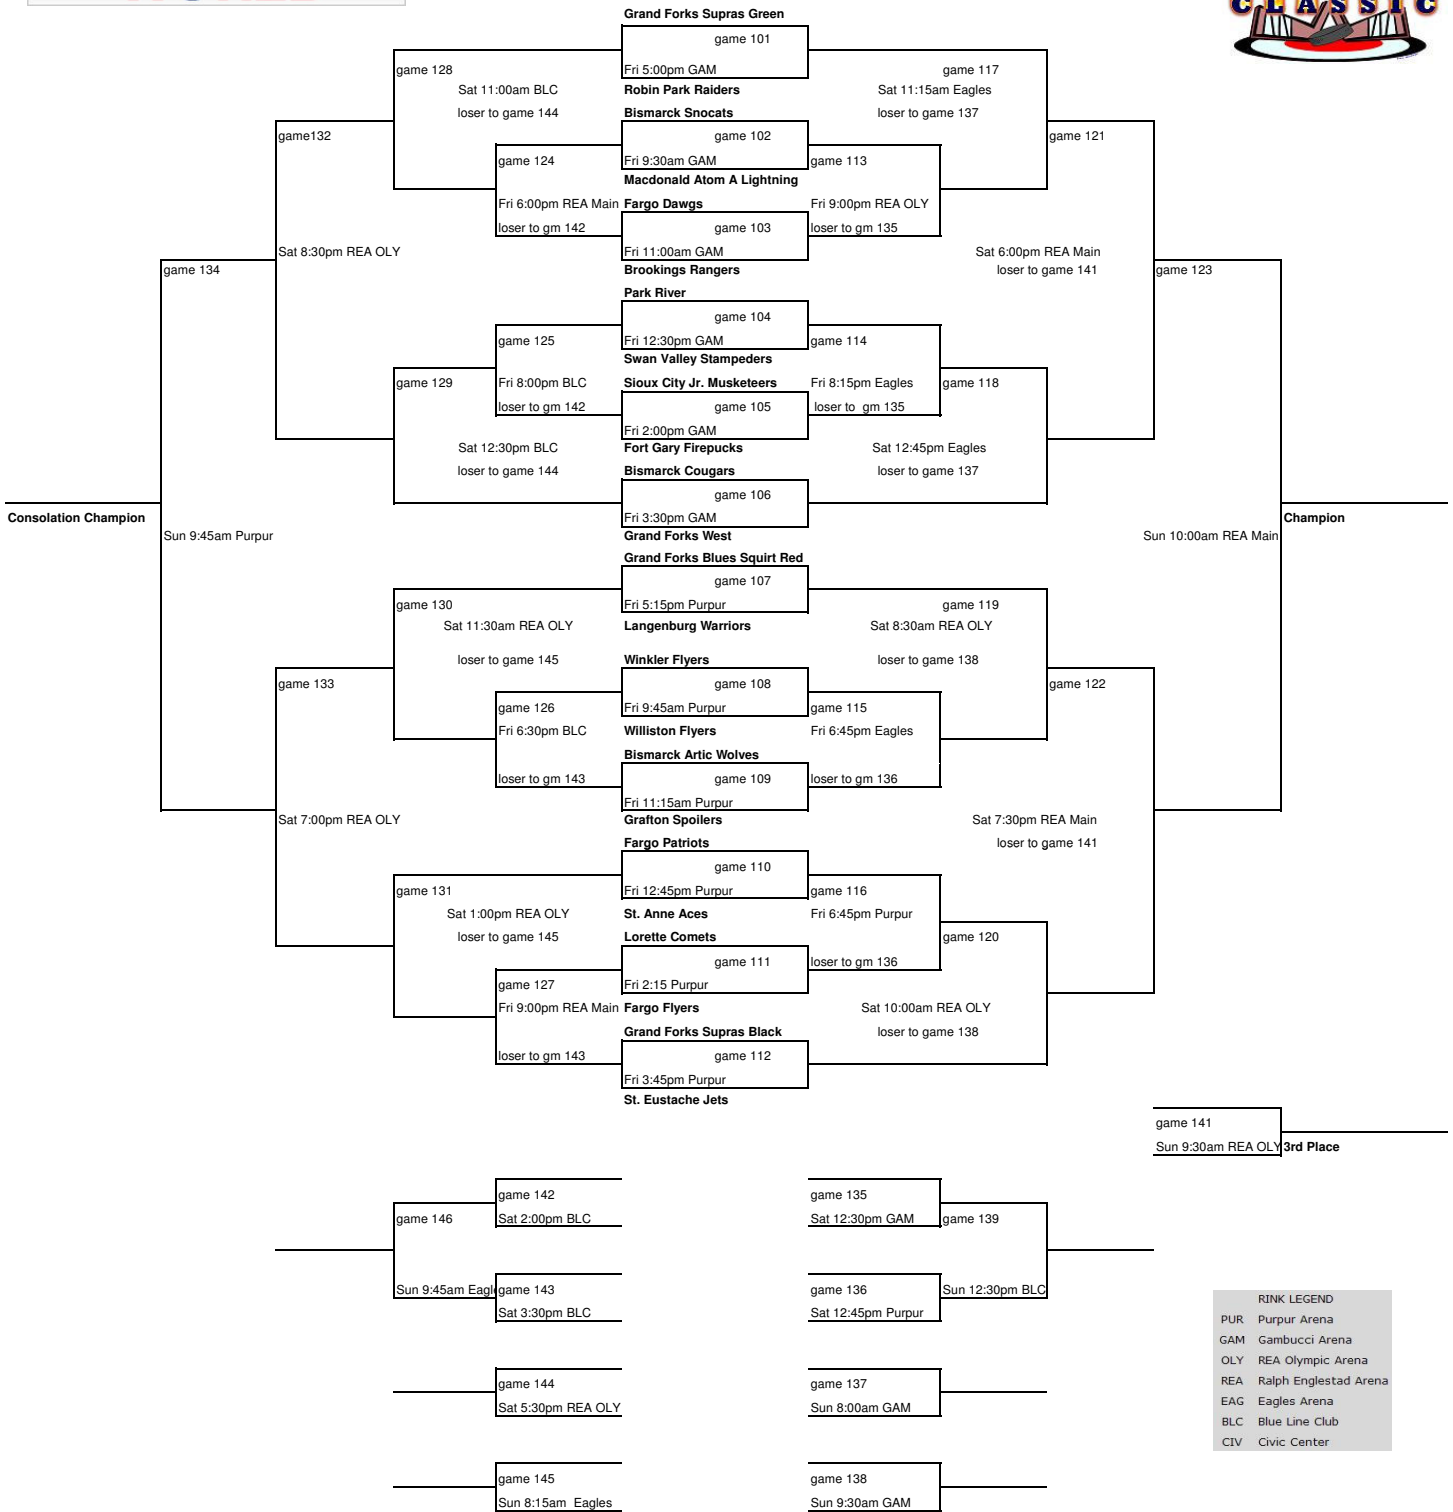 CLASSIC
Grand Forks Supras Green
game 101
game 128
Fri 5:00pm GAM
game 117
Sat 11:00am BLC
Robin Park Raiders
Sat 11:15am Eagles
loser to game 144
Bismarck Snocats
loser to game 137
game132
game 102
game 121
game 124
Fri 9:30am GAM
game 113
Macdonald Atom A Lightning
Fri 6:00pm REA Main
Fargo Dawgs
Fri 9:00pm REA OLY
loser to gm 142
game 103
loser to gm 135
Sat 8:30pm REA OLY
Fri 11:00am GAM
Sat 6:00pm REA Main
game 134
Brookings Rangers
loser to game 141
game 123
Park River
game 104
game 125
Fri 12:30pm GAM
game 114
Swan Valley Stampeders
game 129
Fri 8:00pm BLC
Sioux City Jr. Musketeers
Fri 8:15pm Eagles
game 118
loser to gm 142
game 105
loser to  gm 135
Fri 2:00pm GAM
Sat 12:30pm BLC
Fort Gary Firepucks
Sat 12:45pm Eagles
loser to game 144
Bismarck Cougars
loser to game 137
game 106
Consolation Champion
Fri 3:30pm GAM
Champion
Sun 9:45am Purpur
Grand Forks West
Sun 10:00am REA Main
Grand Forks Blues Squirt Red
game 107
game 130
Fri 5:15pm Purpur
game 119
Sat 11:30am REA OLY
Langenburg Warriors
Sat 8:30am REA OLY
loser to game 145
Winkler Flyers
loser to game 138
game 133
game 108
game 122
game 126
Fri 9:45am Purpur
game 115
Fri 6:30pm BLC
Williston Flyers
Fri 6:45pm Eagles
Bismarck Artic Wolves
loser to gm 143
game 109
loser to gm 136
Fri 11:15am Purpur
Sat 7:00pm REA OLY
Grafton Spoilers
Sat 7:30pm REA Main
Fargo Patriots
loser to game 141
game 110
game 131
Fri 12:45pm Purpur
game 116
Sat 1:00pm REA OLY
St. Anne Aces
Fri 6:45pm Purpur
loser to game 145
Lorette Comets
game 120
game 111
loser to gm 136
game 127
Fri 2:15 Purpur
Fri 9:00pm REA Main
Fargo Flyers
Sat 10:00am REA OLY
Grand Forks Supras Black
loser to game 138
loser to gm 143
game 112
Fri 3:45pm Purpur
St. Eustache Jets
game 141
Sun 9:30am REA OLY
3rd Place
game 142
game 135
game 146
Sat 2:00pm BLC
Sat 12:30pm GAM
game 139
Sun 9:45am
game 143
game 136
Sun 12:30pm BLC
Sat 3:30pm BLC
Sat 12:45pm Purpur
RINK LEGEND
PUR Purpur Arena
GAM Gambucci Arena
OLY REA Olympic Arena
REA Ralph Englestad Arena
EAG Eagles Arena
BLC Blue Line Club
CIV Civic Center
game 144
game 137
Sat 5:30pm REA OLY
Sun 8:00am GAM
game 145
game 138
Sun 8:15am  Eagles
Sun 9:30am GAM